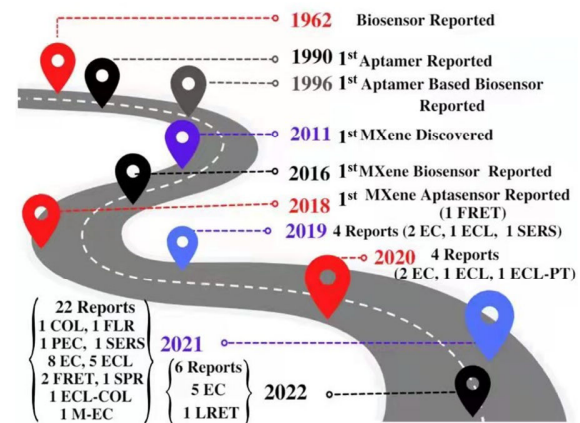 1962 Biosensor Reported
1990 1st Aptamer Reported
1996 1st Aptamer Based Biosensor
Reported
2011 1st MXene Discovered
2016 1st MXene Biosensor Reported
2018 1st MXene Aptasensor Reported
(1 FRET)
2019 4 Reports (2 EC, 1 ECL, 1 SERS)
2020 4 Reports
(2 EC, 1 ECL, 1 ECL-PT)
22 Reports
1 COL, 1 FLR
1 PEC, 1 SERS
8 EC, 5 ECL
2 FRET, 1 SPR
1 ECL-COL
1 M-EC
2021
6 Reports
5 EC
1 LRET
2022